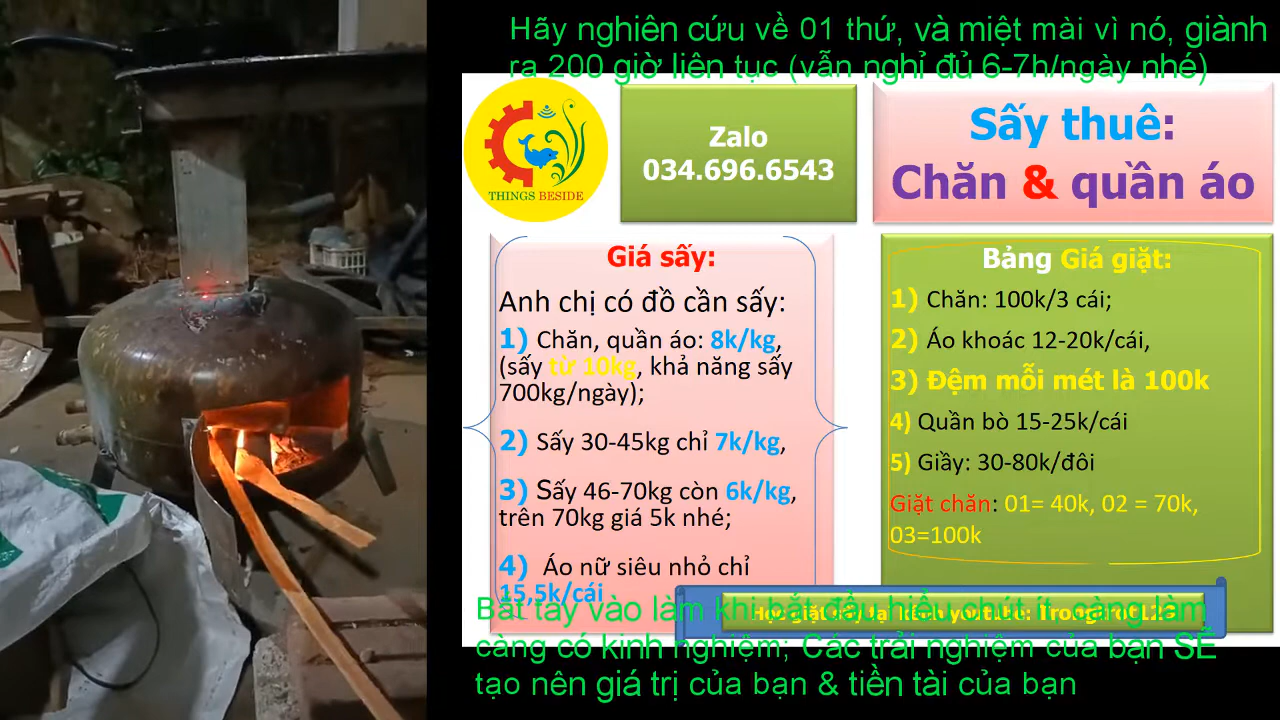 Hãy nghiên cứu về 01 thứ, và miệt mài vì nó, giành
ra 200 giờ liên tục (vẫn nghỉ đủ 6-7h/ngày nhé)
THINGS BESIDE
Zalo
034.696.6543
Sấy thuê:
Chăn & quần áo
Giá sấy:
Anh chị có đồ cần sấy:
1) Chăn, quần áo: 8k/kg,
(sấy từ 10kg, khả năng sấy
700kg/ngày);
2) Sấy 30-45kg chỉ 7k/kg,
3) Sấy 46-70kg còn 6k/kg,
trên 70kg giá 5k nhé;
4) Áo nữ siêu nhỏ chỉ
15,5k/cái
Bảng Giá giặt:
1) Chăn: 100k/3 cái;
2) Áo khoác 12-20k/cái,
3) Đệm mỗi mét là 100k
4) Quần bò 15-25k/cái
5) Giầy: 30-80k/đôi
Giặt chăn: 01= 40k, 02 = 70k,
03=100k
Học giặt sấy tại kênh youtube:
Bắt tay vào làm khi bắt đầu hiểu chút ít, càng làm
càng có kinh nghiệm; Các trải nghiệm của bạn SẼ
tạo nên giá trị của bạn & tiền tài của bạn